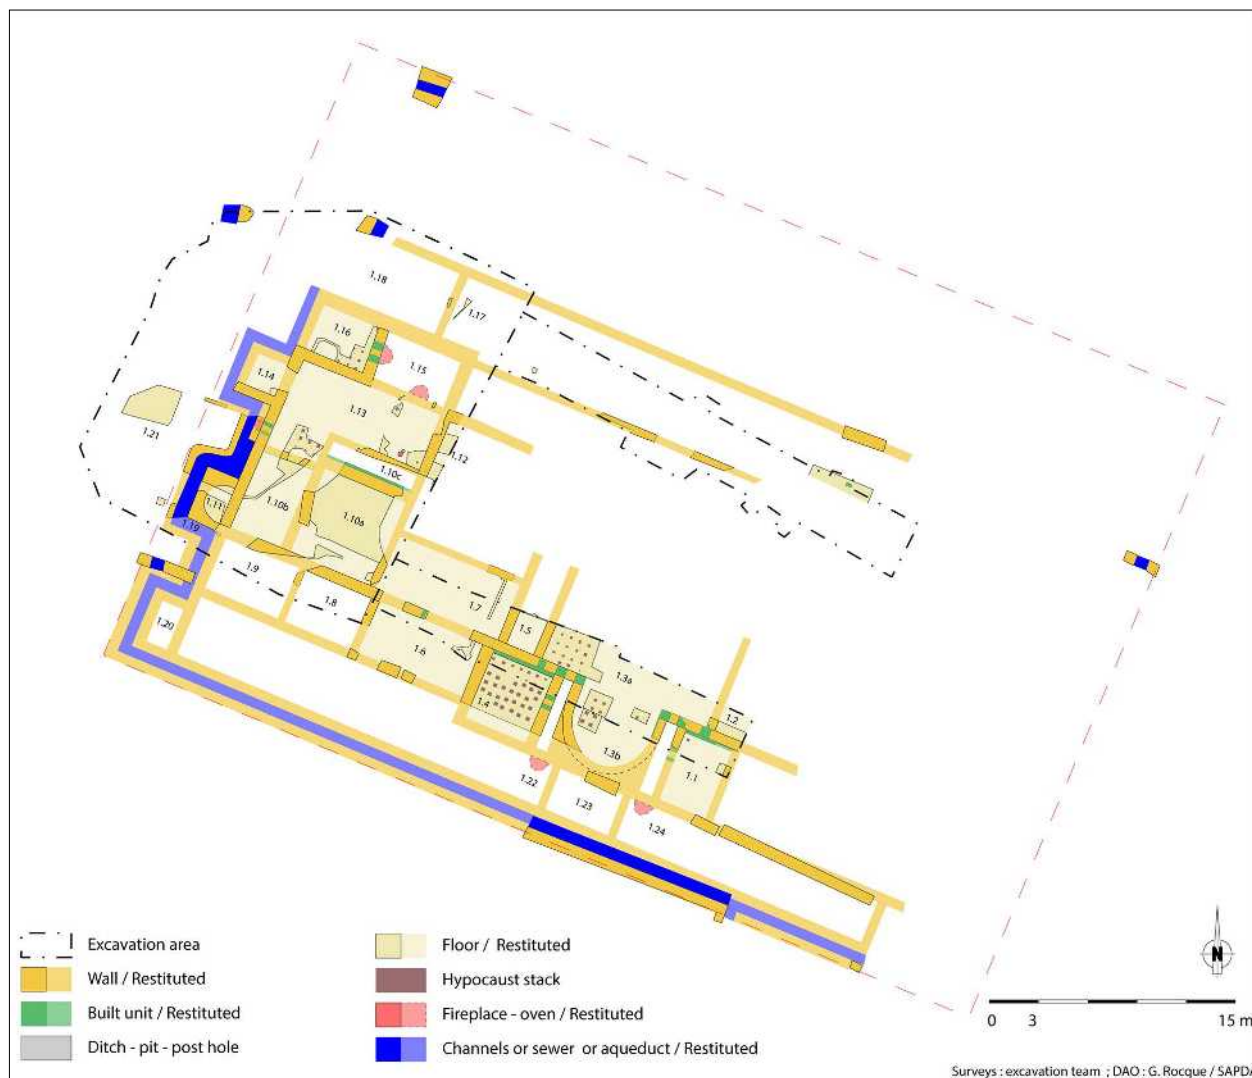 1.18
1.17
1.16
1.15
1.14
1.13
1.12
1.21
1.10c
1.11
1.10b
1.10a
1.19
1.9
1.8
1.7
1.5
1.20
1.6
1.3a
1.4
1.2
1.3b
1.1
1.22
1.23
1.24
Excavation area
Wall / Restituted
Built unit / Restituted
Ditch - pit - post hole
Floor / Restituted
Hypocaust stack
Fireplace - oven / Restituted
Channels or sewer or aqueduct / Restituted
N
0 3 15 m
Surveys : excavation team ; DAO : G. Rocque / SAPDA